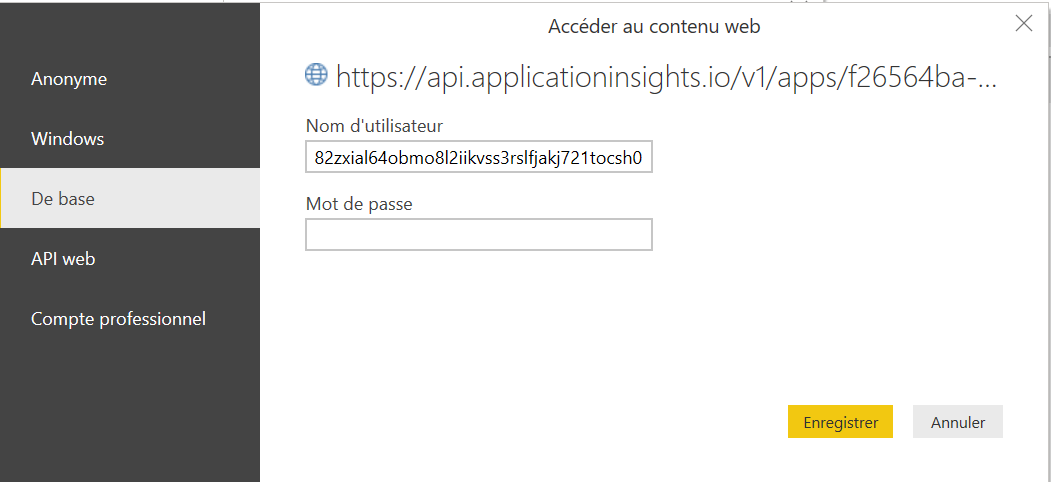 Accéder au contenu web
Anonyme
Windows
De base
API web
Compte professionnel
https://api.applicationinsights.io/v1/apps/f26564ba-...
Nom d'utilisateur
82zxial64obmo8l2iikvss3rslfjakj721tocsh0
Mot de passe
Enregistrer
Annuler